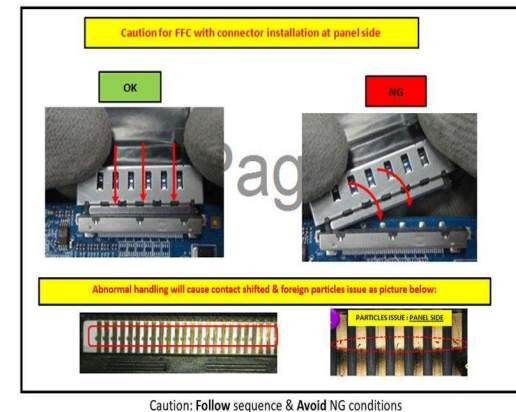 Caution for FFC with connector installation at panel side
OK
NG
Pag
Abnormal handling will cause contact shifted & foreign particles issue as picture below:
PARTICLES ISSUE : PANEL SIDE
Caution: Follow sequence & Avoid NG conditions